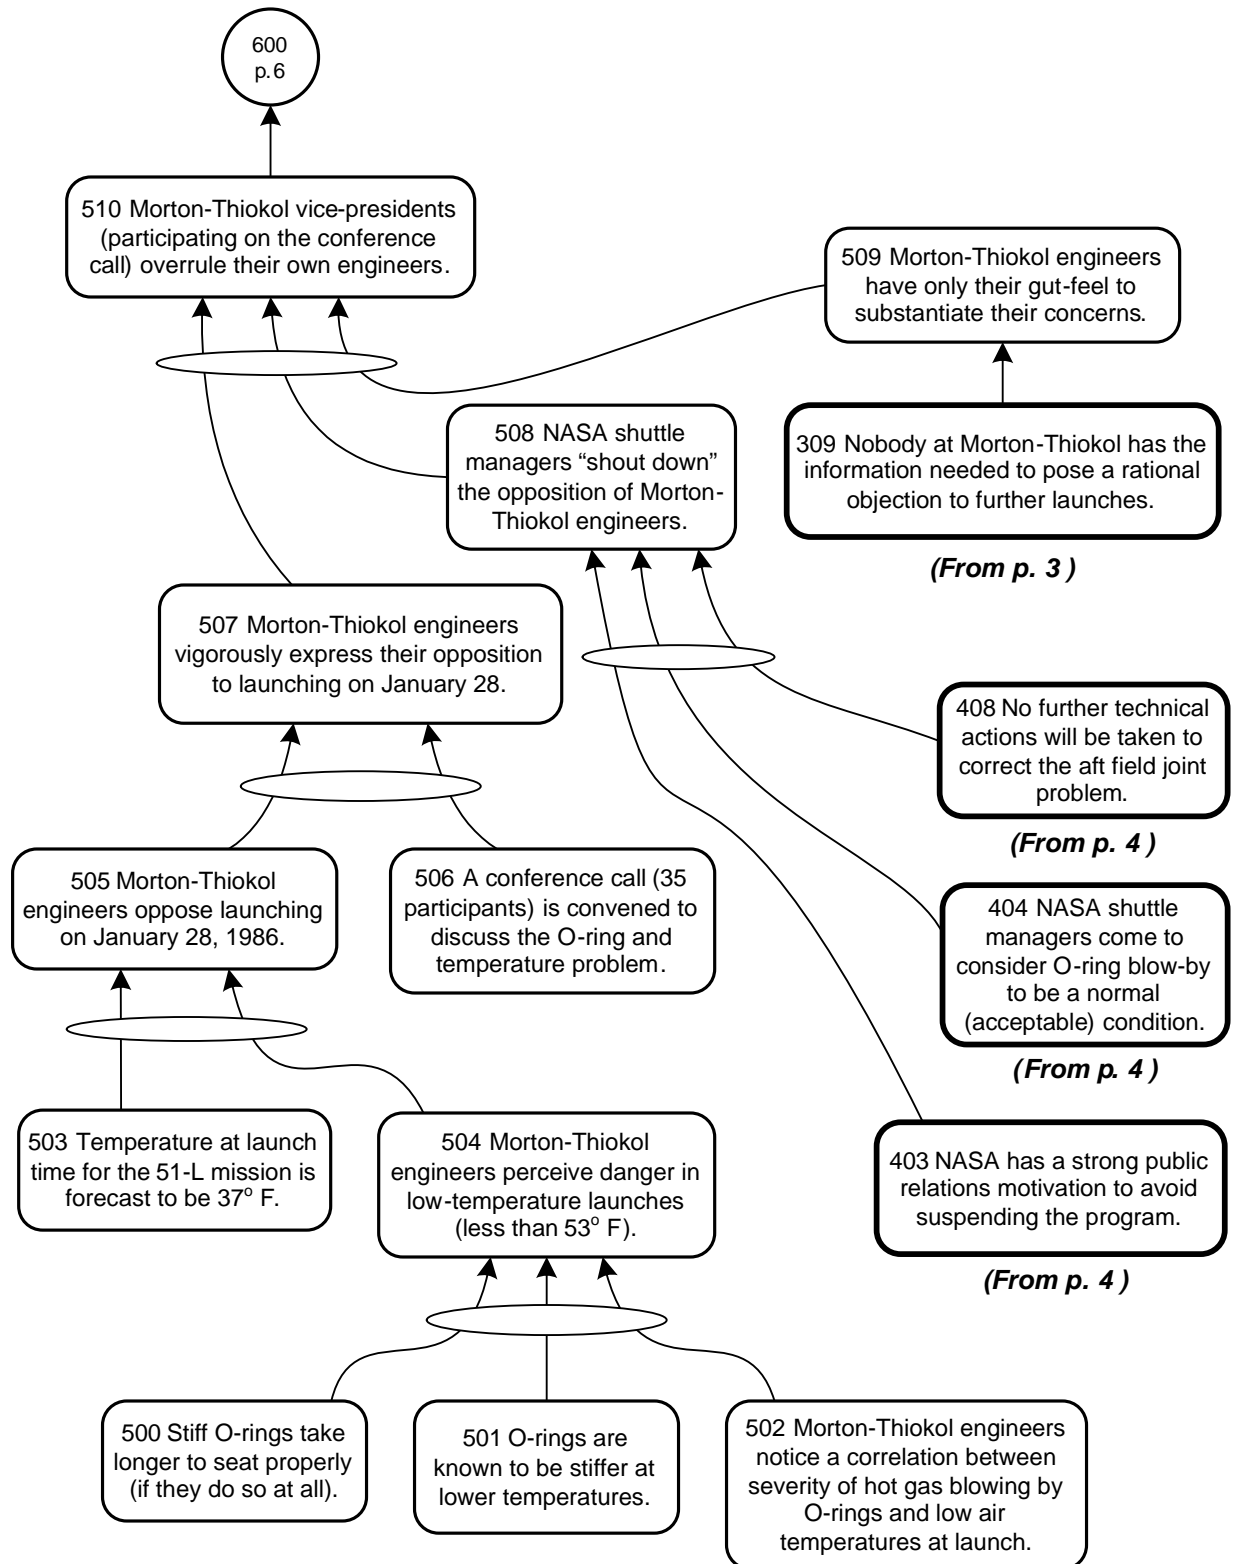 600
p.6
510 Morton-Thiokol vice-presidents
(participating on the conference
call) overrule their own engineers.
509 Morton-Thiokol engineers
have only their gut-feel to
substantiate their concerns.
309 Nobody at Morton-Thiokol has the
information needed to pose a rational
objection to further launches.
(From p. 3 )
508 NASA shuttle
managers “shout down”
the opposition of Morton-
Thiokol engineers.
507 Morton-Thiokol engineers
vigorously express their opposition
to launching on January 28.
408 No further technical
actions will be taken to
correct the aft field joint
problem.
(From p. 4 )
505 Morton-Thiokol
engineers oppose launching
on January 28, 1986.
506 A conference call (35
participants) is convened to
discuss the O-ring and
temperature problem.
404 NASA shuttle
managers come to
consider O-ring blow-by
to be a normal
(acceptable) condition.
(From p. 4 )
503 Temperature at launch
time for the 51-L mission is
forecast to be 37° F.
504 Morton-Thiokol
engineers perceive danger in
low-temperature launches
(less than 53° F).
403 NASA has a strong public
relations motivation to avoid
suspending the program.
(From p. 4 )
500 Stiff O-rings take
longer to seat properly
(if they do so at all).
501 O-rings are
known to be stiffer at
lower temperatures.
502 Morton-Thiokol engineers
notice a correlation between
severity of hot gas blowing by
O-rings and low air
temperatures at launch.